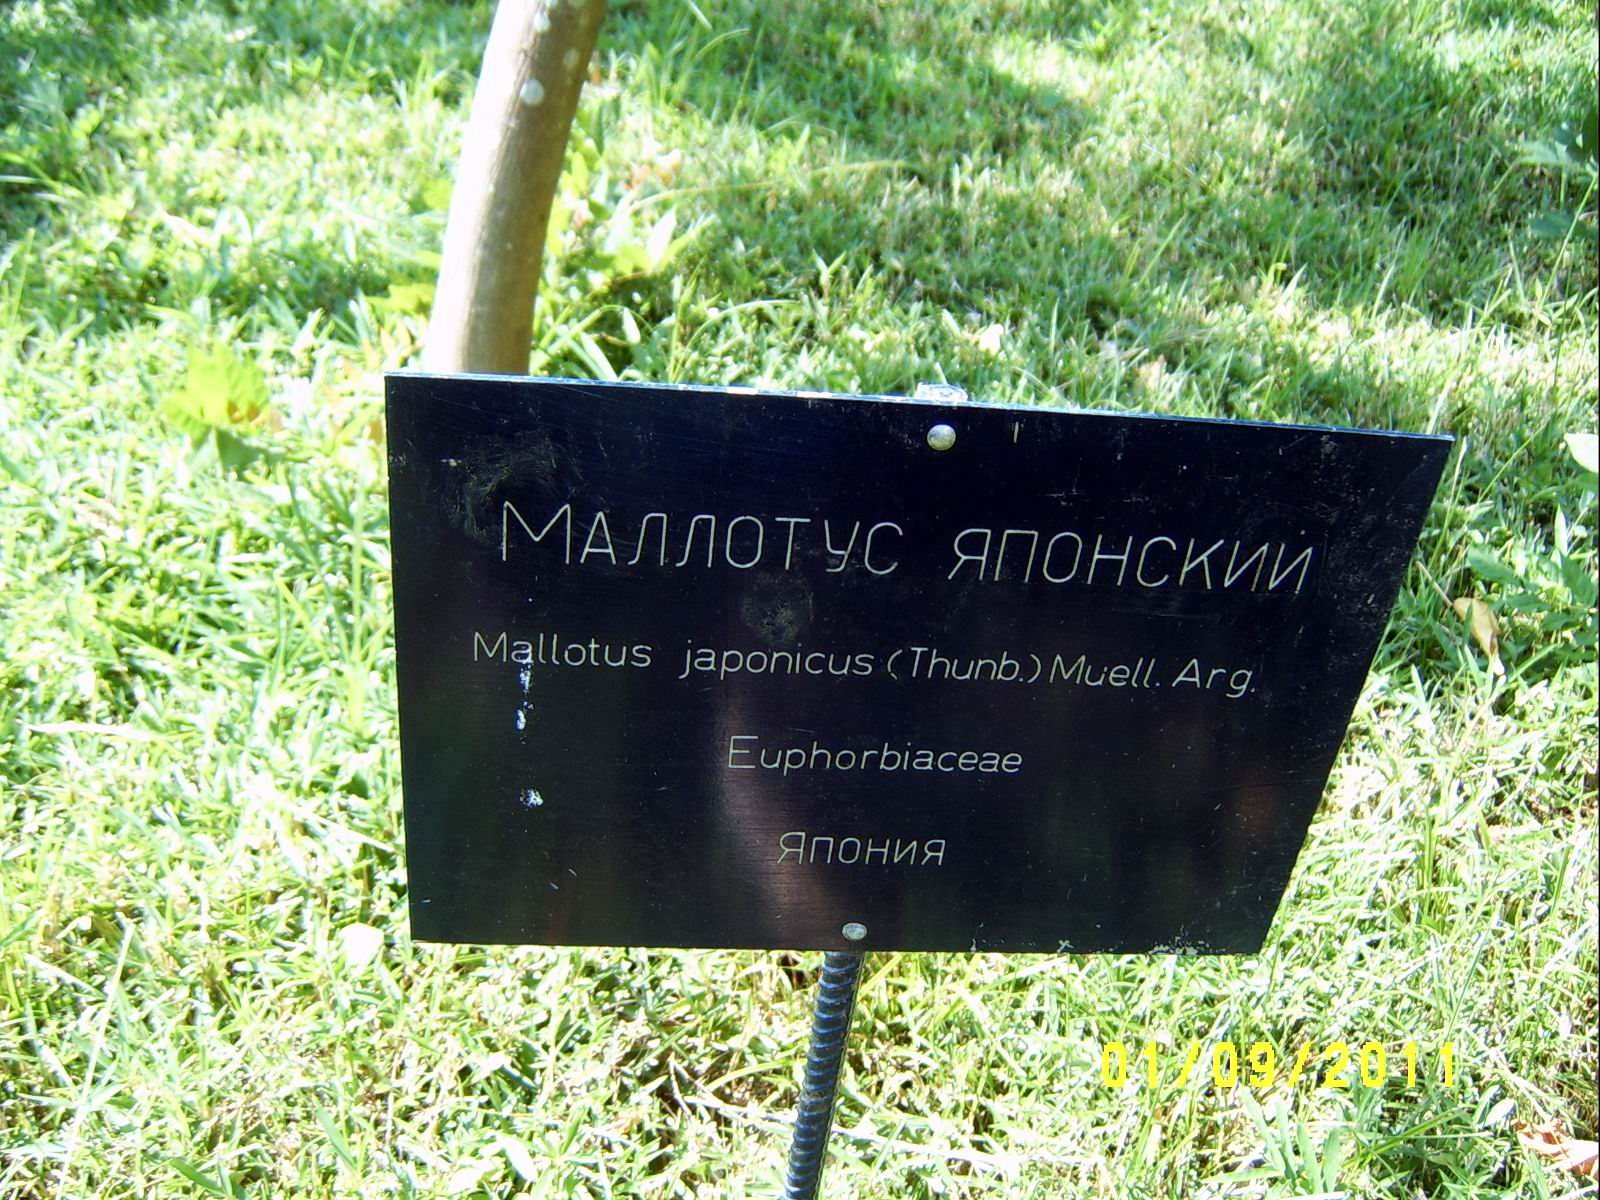 Маллотус японский
Mallotus japonicus (Thunb.) Muell. Arg.
Euphorbiaceae
Япония
01/09/2011